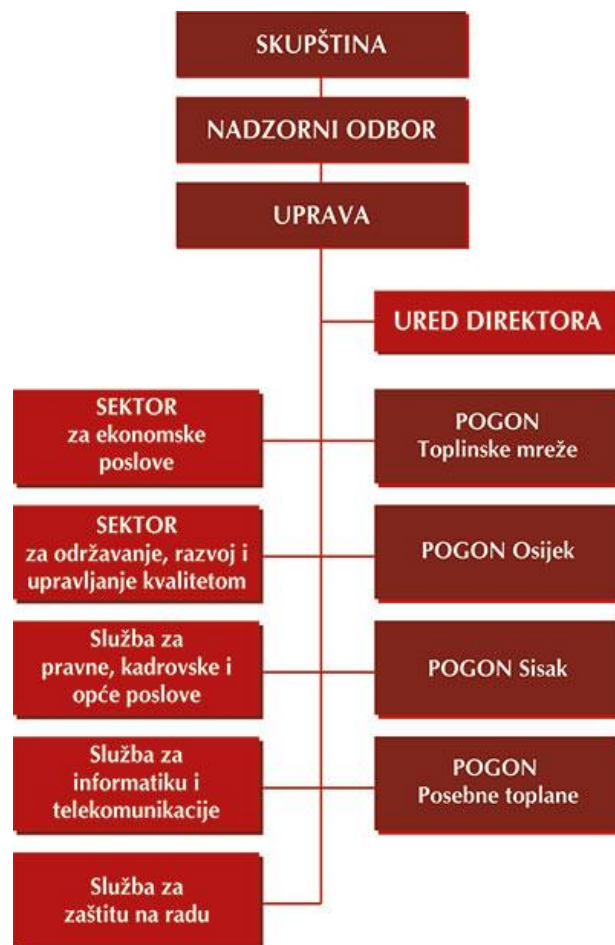 SKUPŠTINA
NADZORNI ODBOR
UPRAVA
URED DIREKTORA
SEKTOR
za ekonomske
poslove
POGON
Toplinske mreže
SEKTOR
za održavanje, razvoj i
upravljanje kvalitetom
POGON Osijek
Služba za
pravne, kadrovske i
opće poslove
POGON Sisak
Služba za
informatiku i
telekomunikacije
POGON
Posebne toplane
Služba za
zaštitu na radu